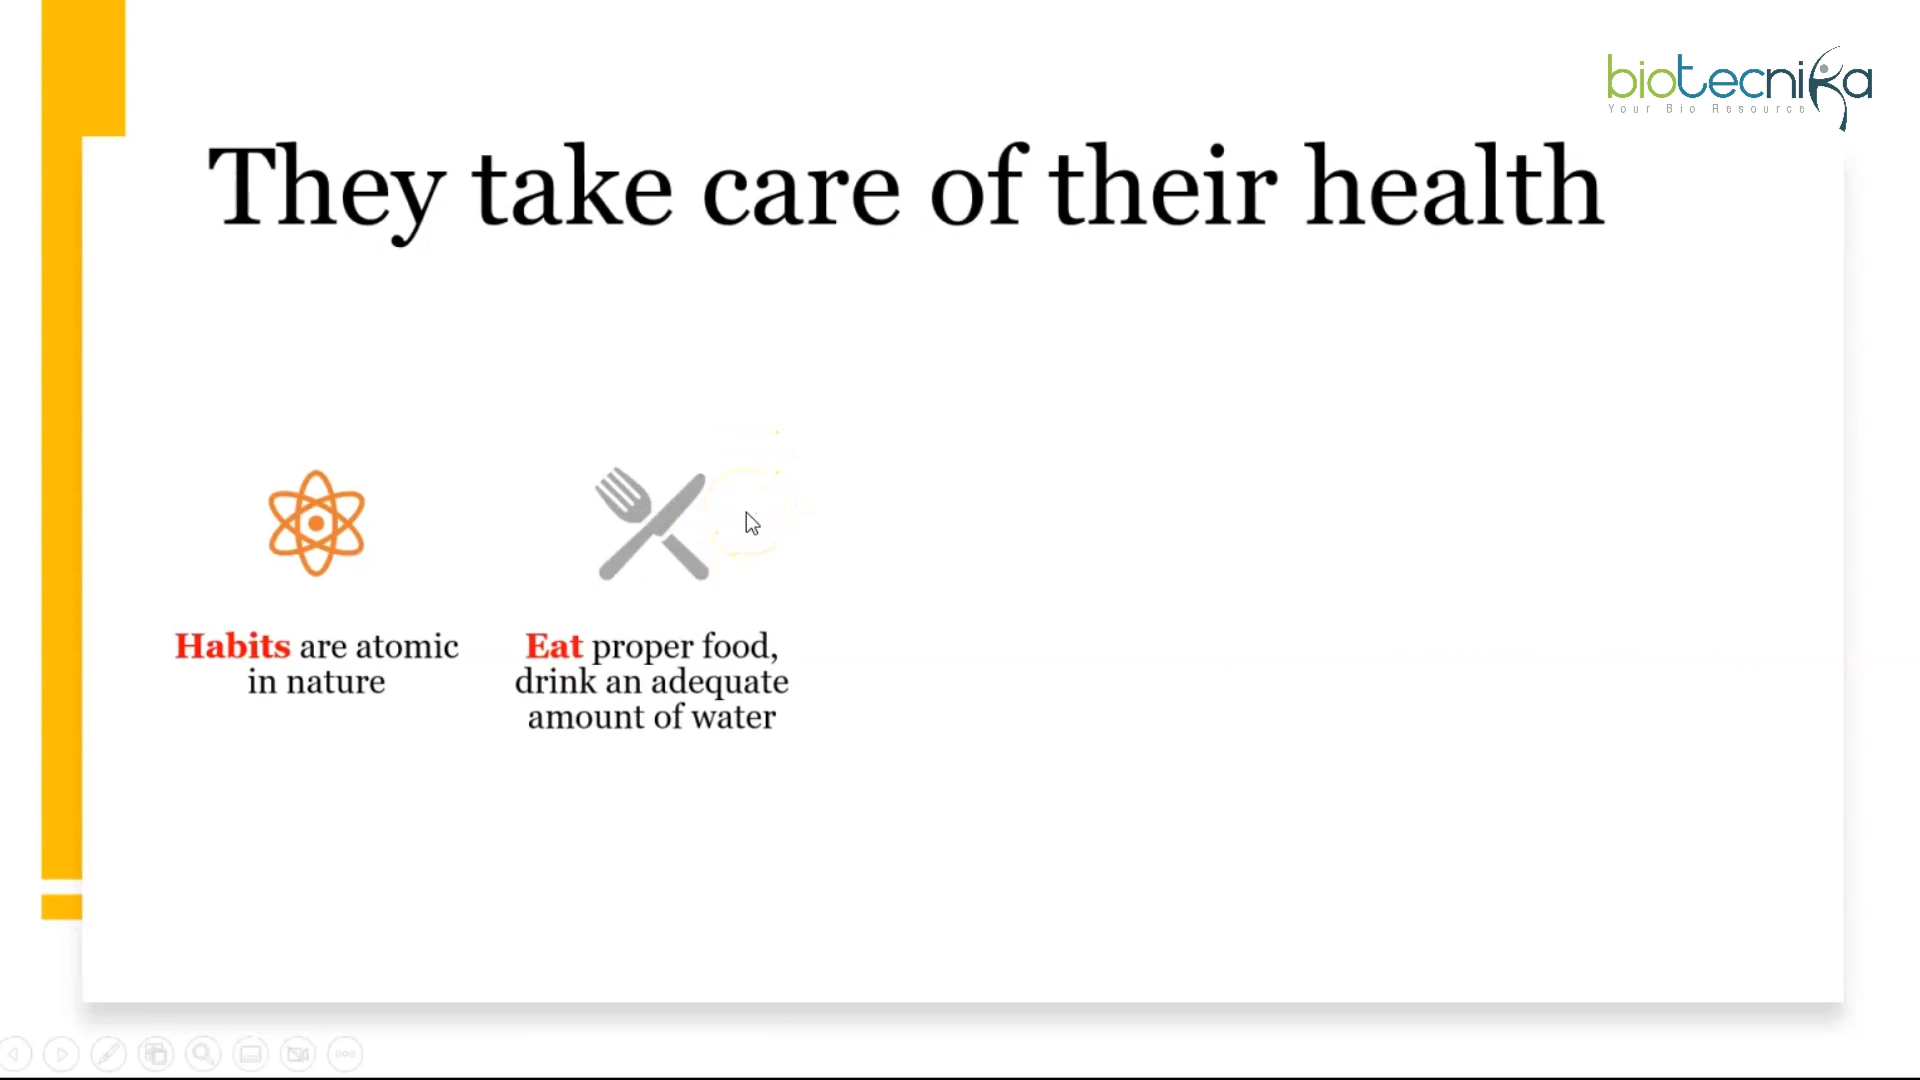 biotecnika
Your Bio Resource
They take care of their health
Habits are atomic
in nature
Eat proper food,
drink an adequate
amount of water